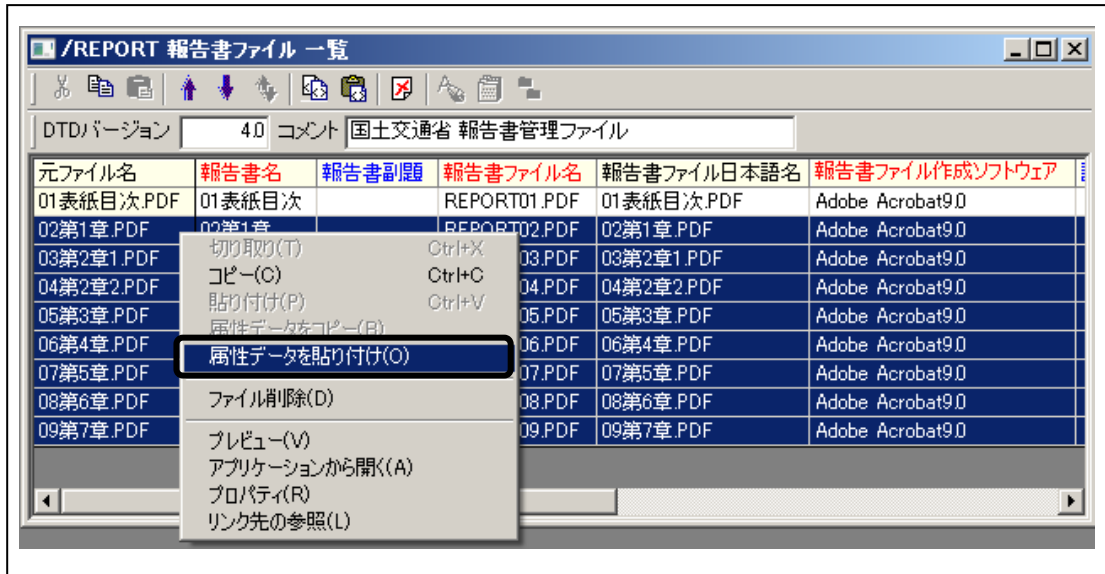 /REPORT 報告書ファイル 一覧
DTDバージョン 4.0 コメント 国土交通省 報告書管理ファイル
元ファイル名 報告書名 報告書副題 報告書ファイル名 報告書ファイル日本語名 報告書ファイル作成ソフトウェア
01表紙目次.PDF 01表紙目次 REPORT01.PDF 01表紙目次.PDF Adobe Acrobat9.0
02第1章.PDF 02第1章 REPORT02.PDF 02第1章.PDF Adobe Acrobat9.0
03第2章1.PDF 03.PDF 03第2章1.PDF Adobe Acrobat9.0
04第2章2.PDF 04.PDF 04第2章2.PDF Adobe Acrobat9.0
05第3章.PDF 05.PDF 05第3章.PDF Adobe Acrobat9.0
06第4章.PDF 06.PDF 06第4章.PDF Adobe Acrobat9.0
07第5章.PDF 07.PDF 07第5章.PDF Adobe Acrobat9.0
08第6章.PDF 08.PDF 08第6章.PDF Adobe Acrobat9.0
09第7章.PDF 09.PDF 09第7章.PDF Adobe Acrobat9.0
切り取り(T) Ctrl+X
コピー(C) Ctrl+C
貼り付け(P) Ctrl+V
属性データをコピー(B)
属性データを貼り付け(O)
ファイル削除(D)
プレビュー(V)
アプリケーションから開く(A)
プロパティ(R)
リンク先の参照(L)